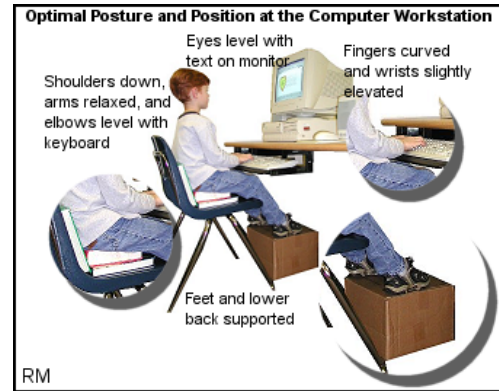 Optimal Posture and Position at the Computer Workstation
Eyes level with
text on monitor
Fingers curved
and wrists slightly
elevated
Shoulders down,
arms relaxed, and
elbows level with
keyboard
Feet and lower
back supported
RM